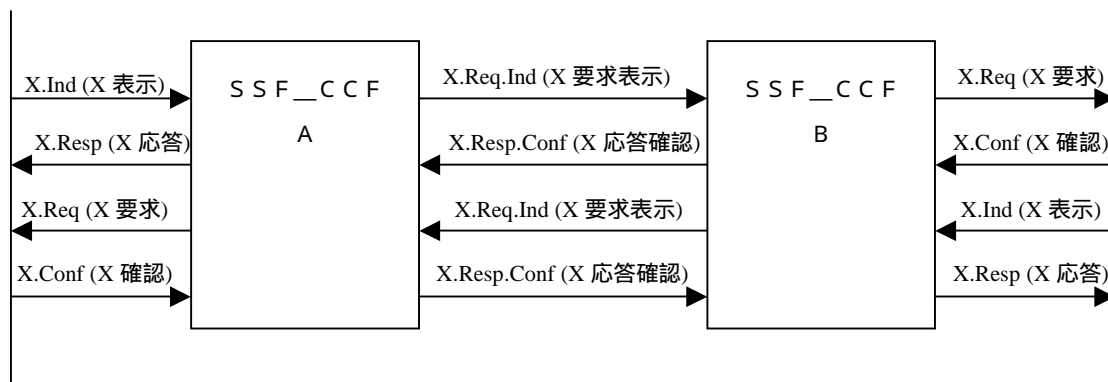 X.Ind (X 表示)
ＳＳＦ＿ＣＣＦ
A
X.Req.Ind (X 要求表示)
ＳＳＦ＿ＣＣＦ
B
X.Req (X 要求)
X.Resp (X 応答)
X.Resp.Conf (X 応答確認)
X.Conf (X 確認)
X.Req (X 要求)
X.Req.Ind (X 要求表示)
X.Ind (X 表示)
X.Conf (X 確認)
X.Resp.Conf (X 応答確認)
X.Resp (X 応答)